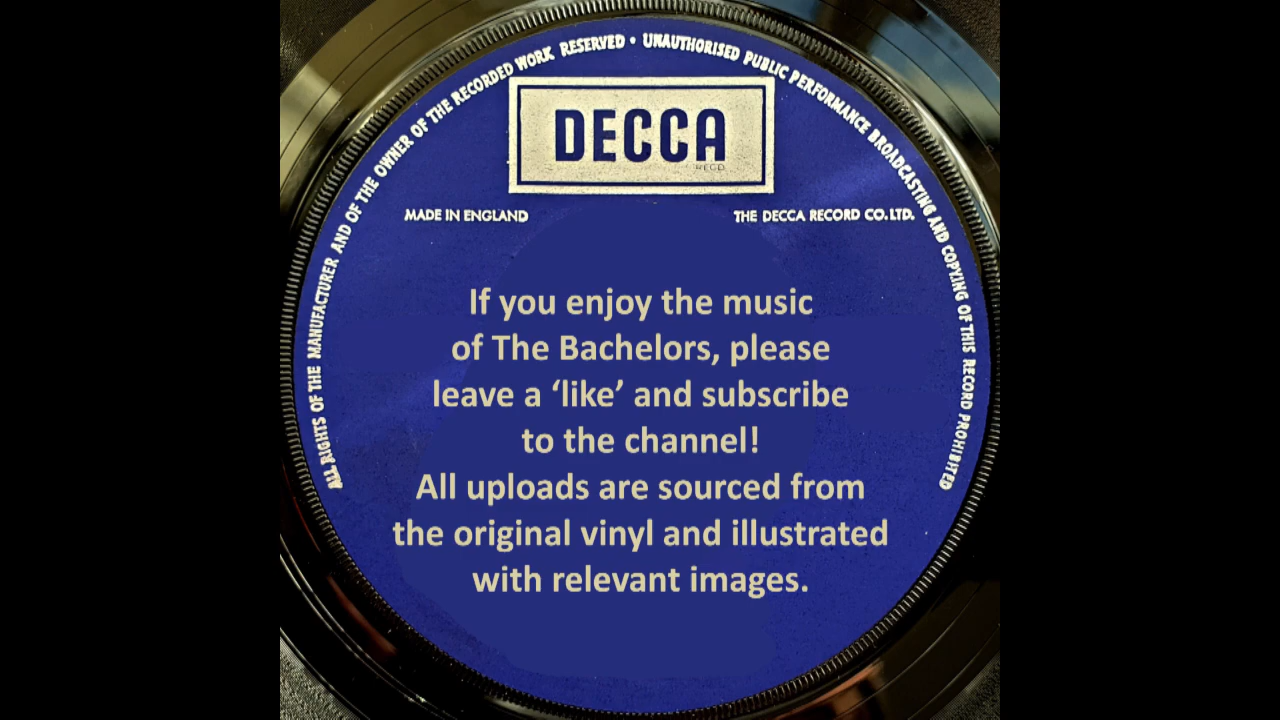 ALL RIGHTS OF THE MANUFACTURER AND OF THE OWNER OF THE RECORDED WORK RESERVED • UNAUTHORISED PUBLIC PERFORMANCE BROADCASTING AND COPYING OF THIS RECORD PROHIBITED
DECCA
REGD
MADE IN ENGLAND
THE DECCA RECORD CO. LTD.
If you enjoy the music
of The Bachelors, please
leave a ‘like’ and subscribe
to the channel!
All uploads are sourced from
the original vinyl and illustrated
with relevant images.